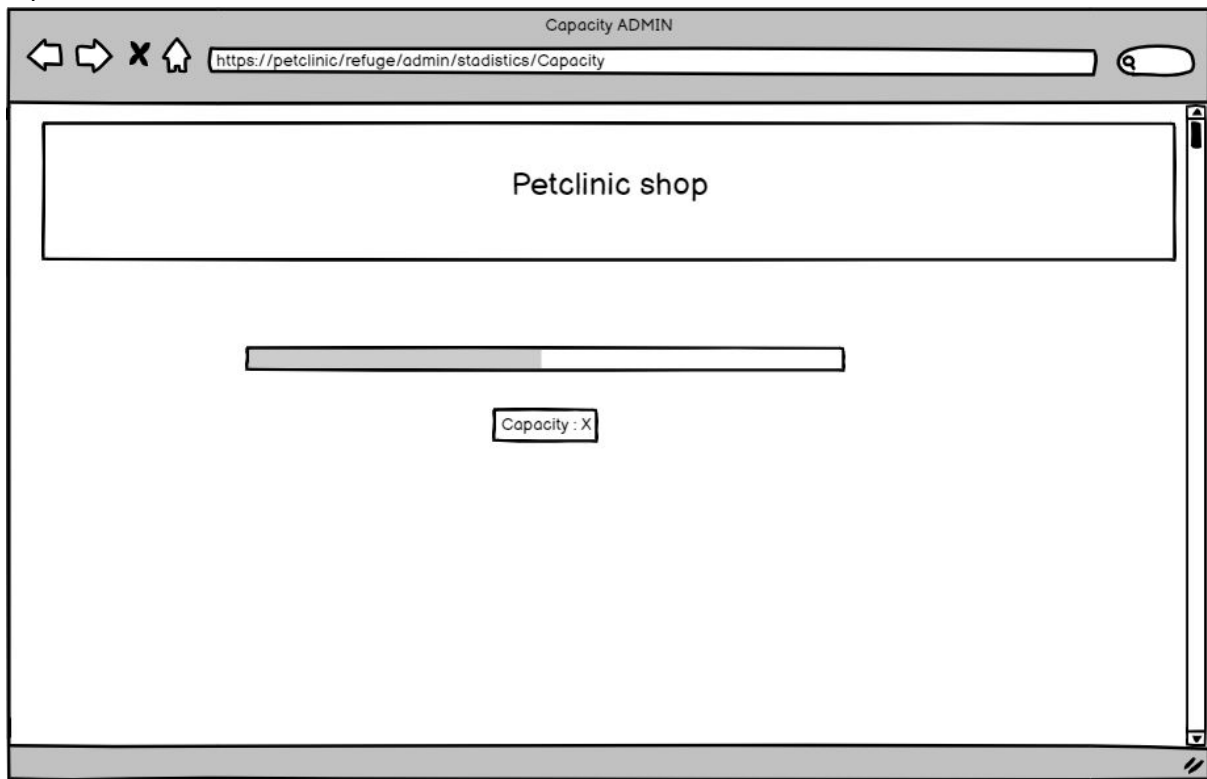 Capacity ADMIN
https://petclinic/refuge/admin/stadistics/Capacity
Petclinic shop
Capacity : X